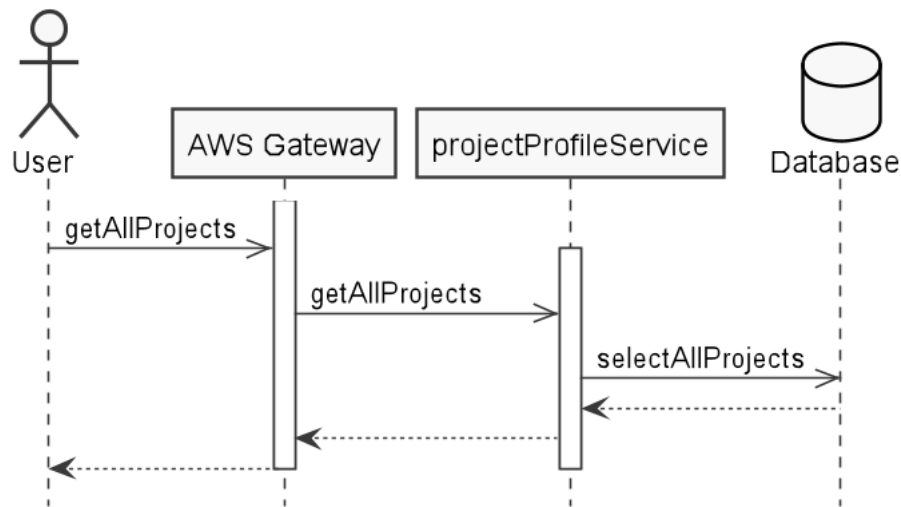 AWS Gateway
projectProfileService
User
Database
getAllProjects
getAllProjects
selectAllProjects